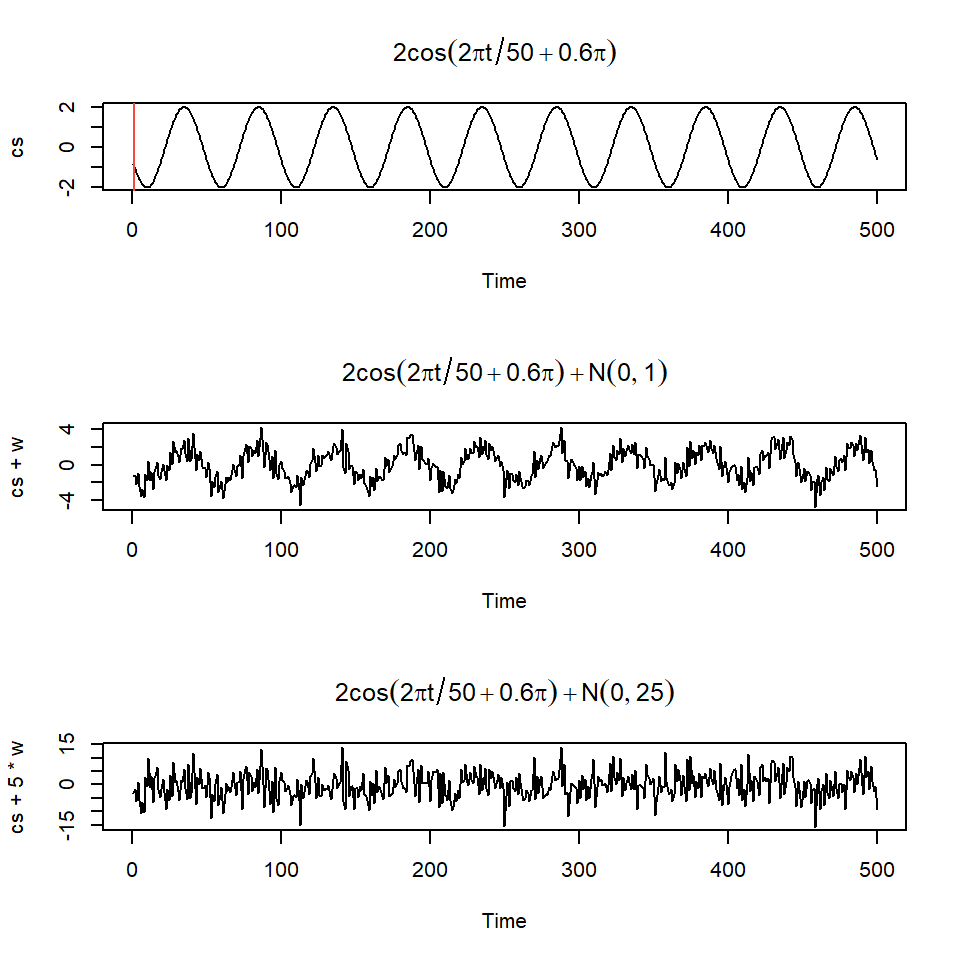 2cos(2πt/50 + 0.6π)
cs
2
0
-2
0 100 200 300 400 500
Time
2cos(2πt/50 + 0.6π) + N(0, 1)
cs + w
4
0
-4
0 100 200 300 400 500
Time
2cos(2πt/50 + 0.6π) + N(0, 25)
cs + 5 * w
15
0
-15
0 100 200 300 400 500
Time